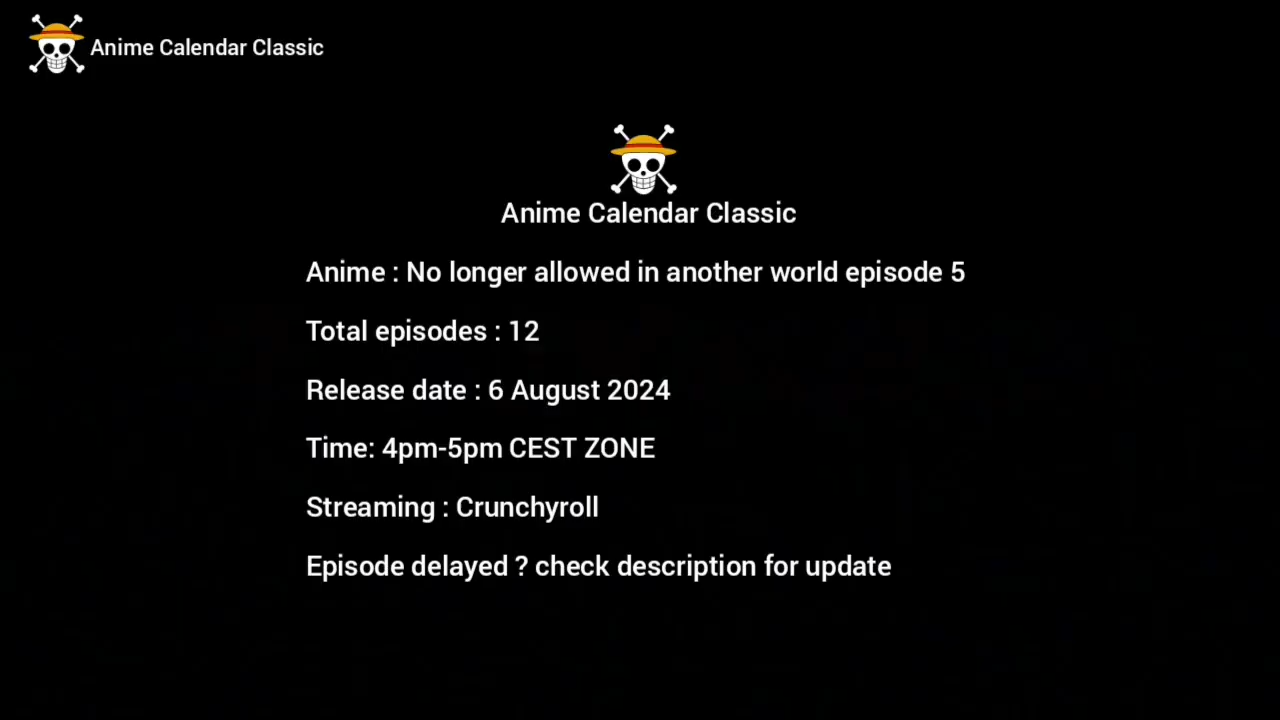 Anime Calendar Classic
Anime Calendar Classic
Anime : No longer allowed in another world episode 5
Total episodes : 12
Release date : 6 August 2024
Time: 4pm-5pm CEST ZONE
Streaming : Crunchyroll
Episode delayed ? check description for update